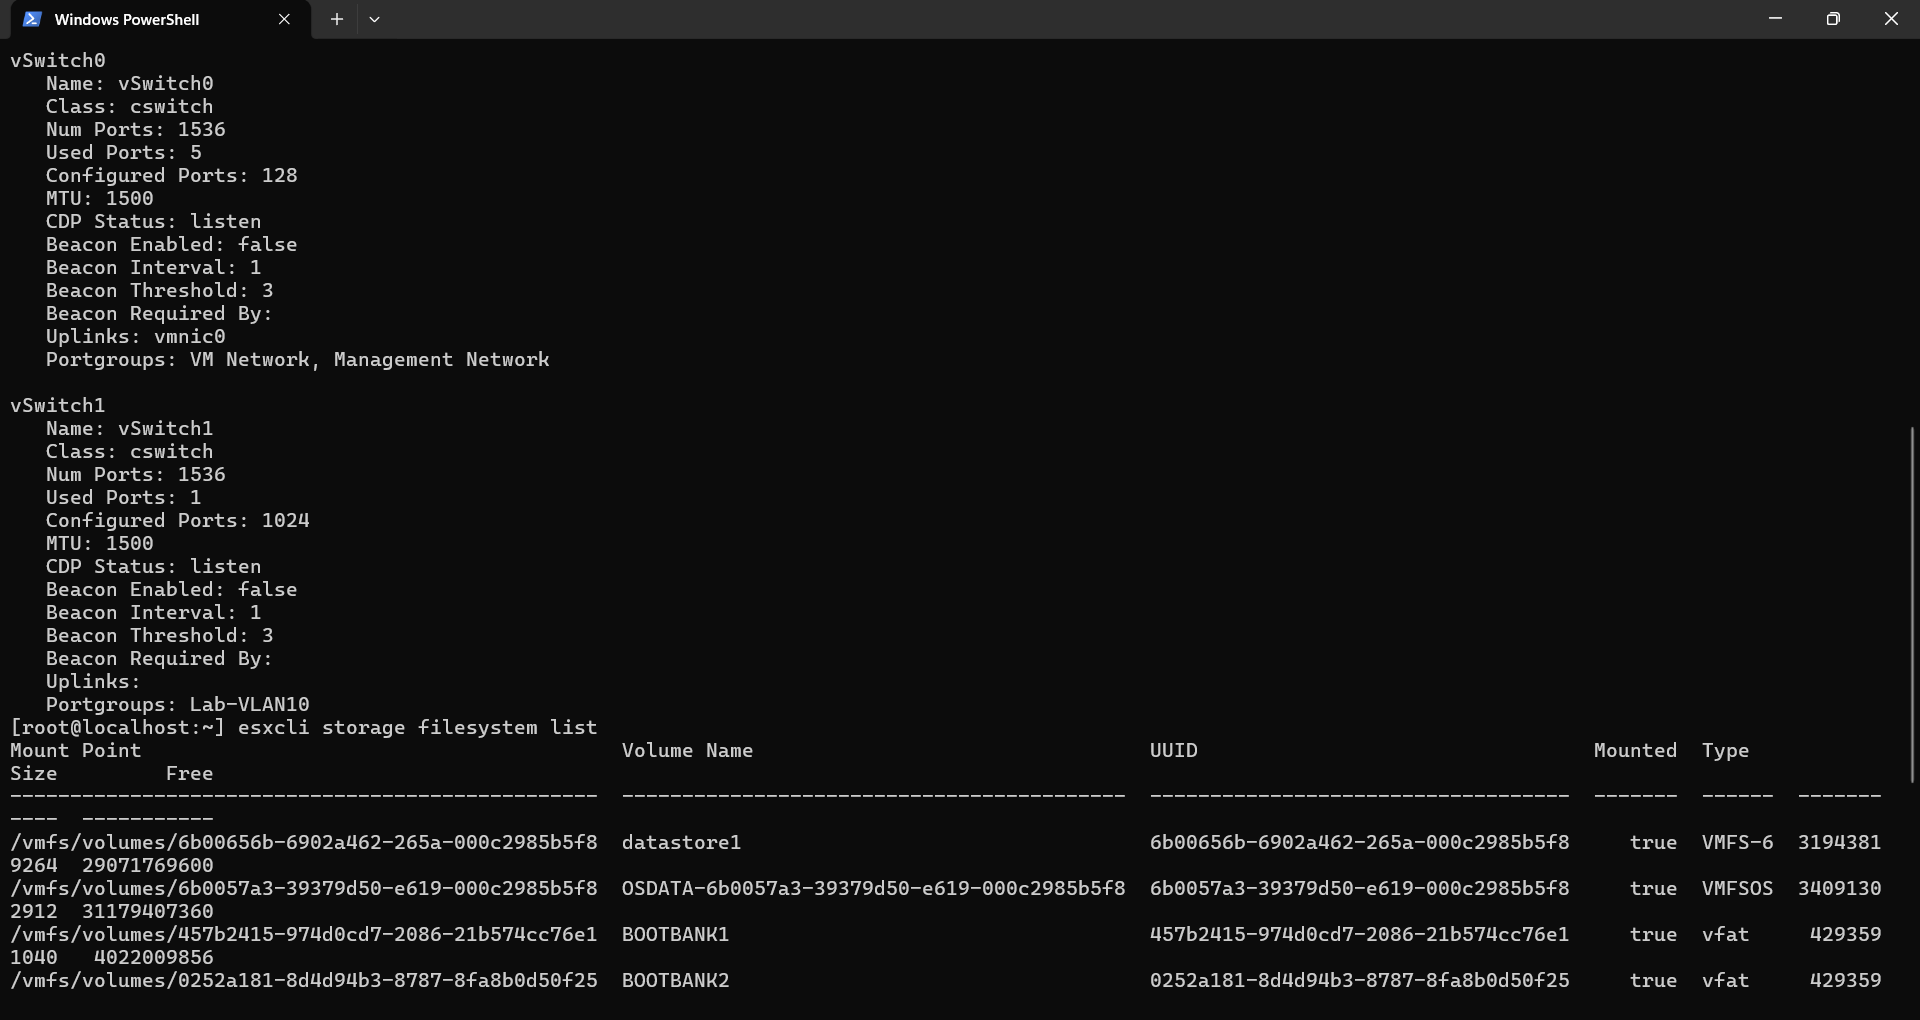 Windows PowerShell
vSwitch0
   Name: vSwitch0
   Class: cswitch
   Num Ports: 1536
   Used Ports: 5
   Configured Ports: 128
   MTU: 1500
   CDP Status: listen
   Beacon Enabled: false
   Beacon Interval: 1
   Beacon Threshold: 3
   Beacon Required By:
   Uplinks: vmnic0
   Portgroups: VM Network, Management Network

vSwitch1
   Name: vSwitch1
   Class: cswitch
   Num Ports: 1536
   Used Ports: 1
   Configured Ports: 1024
   MTU: 1500
   CDP Status: listen
   Beacon Enabled: false
   Beacon Interval: 1
   Beacon Threshold: 3
   Beacon Required By:
   Uplinks:
   Portgroups: Lab-VLAN10
[root@localhost:~] esxcli storage filesystem list
Mount Point                                        Volume Name                                 UUID                                 Mounted  Type
Size         Free
-------------------------------------------------  ------------------------------------------  -----------------------------------  -------  ------  -------
----  -----------
/vmfs/volumes/6b00656b-6902a462-265a-000c2985b5f8  datastore1                                  6b00656b-6902a462-265a-000c2985b5f8     true  VMFS-6  3194381
9264  29071769600
/vmfs/volumes/6b0057a3-39379d50-e619-000c2985b5f8  OSDATA-6b0057a3-39379d50-e619-000c2985b5f8  6b0057a3-39379d50-e619-000c2985b5f8     true  VMFSOS  3409130
2912  31179407360
/vmfs/volumes/457b2415-974d0cd7-2086-21b574cc76e1  BOOTBANK1                                   457b2415-974d0cd7-2086-21b574cc76e1     true  vfat     429359
1040   4022009856
/vmfs/volumes/0252a181-8d4d94b3-8787-8fa8b0d50f25  BOOTBANK2                                   0252a181-8d4d94b3-8787-8fa8b0d50f25     true  vfat     429359